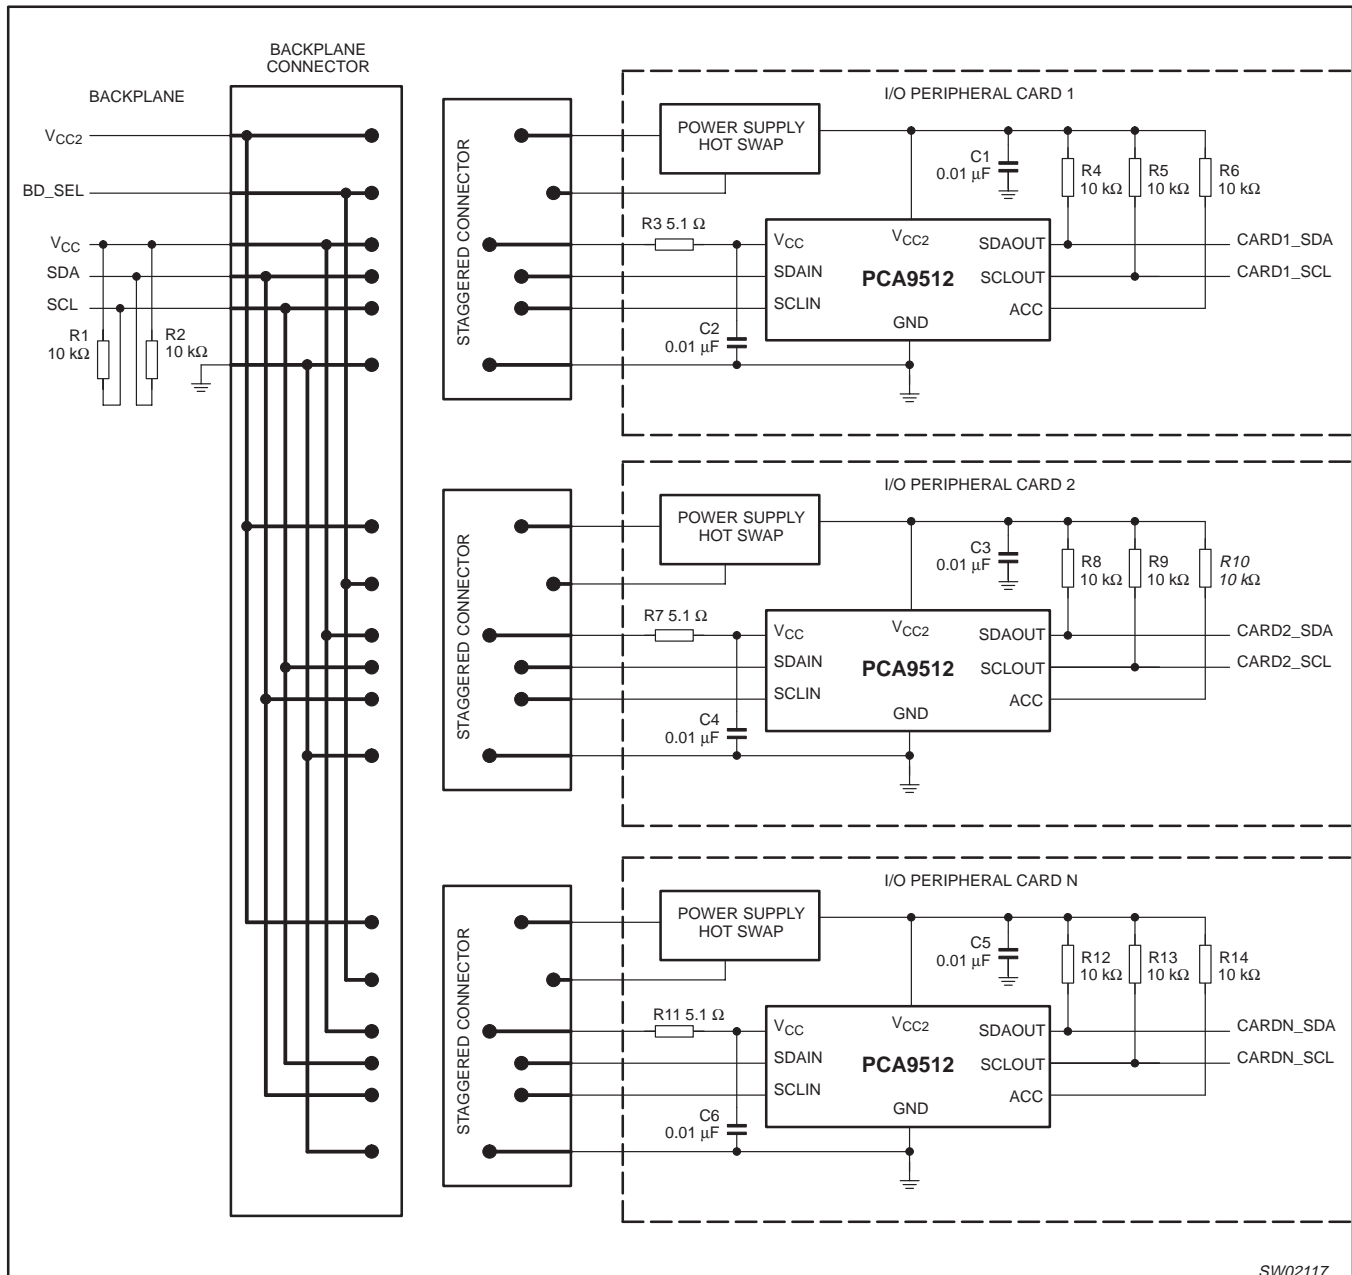 BACKPLANE
CONNECTOR
BACKPLANE
VCC2
BD_SEL
VCC
SDA
SCL
R1
10 kΩ
R2
10 kΩ
STAGGERED CONNECTOR
I/O PERIPHERAL CARD 1
POWER SUPPLY
HOT SWAP
C1
0.01 μF
R4
10 kΩ
R5
10 kΩ
R6
10 kΩ
R3 5.1 Ω
VCC
VCC2
SDAOUT
CARD1_SDA
SDAIN
PCA9512
SCLOUT
CARD1_SCL
SCLIN
ACC
GND
C2
0.01 μF
STAGGERED CONNECTOR
I/O PERIPHERAL CARD 2
POWER SUPPLY
HOT SWAP
C3
0.01 μF
R8
10 kΩ
R9
10 kΩ
R10
10 kΩ
R7 5.1 Ω
VCC
VCC2
SDAOUT
CARD2_SDA
SDAIN
PCA9512
SCLOUT
CARD2_SCL
SCLIN
ACC
GND
C4
0.01 μF
STAGGERED CONNECTOR
I/O PERIPHERAL CARD N
POWER SUPPLY
HOT SWAP
C5
0.01 μF
R12
10 kΩ
R13
10 kΩ
R14
10 kΩ
R11 5.1 Ω
VCC
VCC2
SDAOUT
CARDN_SDA
SDAIN
PCA9512
SCLOUT
CARDN_SCL
SCLIN
ACC
GND
C6
0.01 μF
SW02117